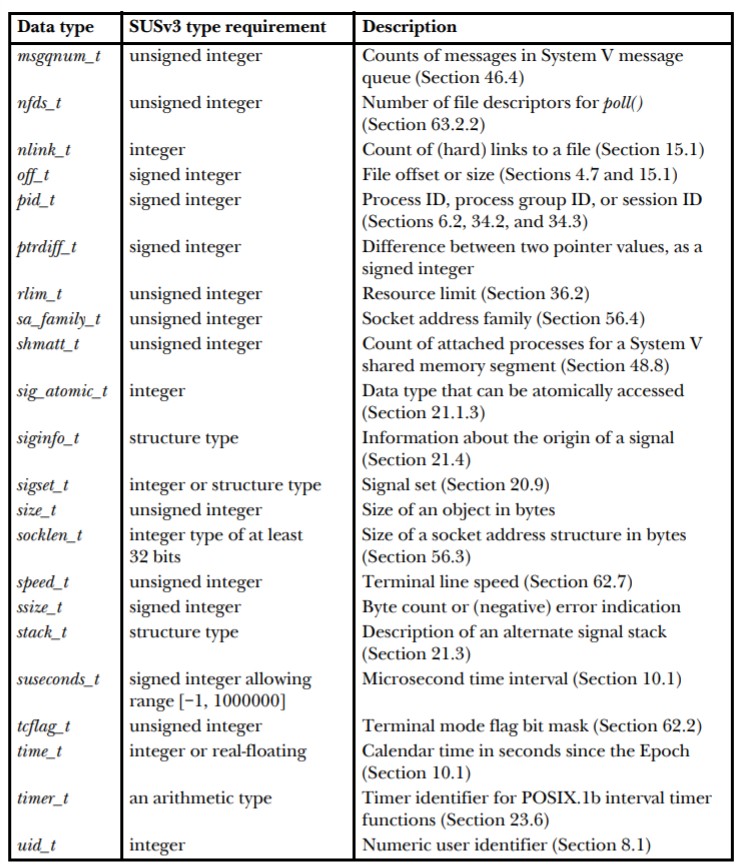 Data type SUSv3 type requirement Description
msgqnum_t unsigned integer Counts of messages in System V message
queue (Section 46.4)
nfds_t unsigned integer Number of file descriptors for poll()
(Section 63.2.2)
nlink_t integer Count of (hard) links to a file (Section 15.1)
off_t signed integer File offset or size (Sections 4.7 and 15.1)
pid_t signed integer Process ID, process group ID, or session ID
(Sections 6.2, 34.2, and 34.3)
ptrdiff_t signed integer Difference between two pointer values, as a
signed integer
rlim_t unsigned integer Resource limit (Section 36.2)
sa_family_t unsigned integer Socket address family (Section 56.4)
shmatt_t unsigned integer Count of attached processes for a System V
shared memory segment (Section 48.8)
sig_atomic_t integer Data type that can be atomically accessed
(Section 21.1.3)
siginfo_t structure type Information about the origin of a signal
(Section 21.4)
sigset_t integer or structure type Signal set (Section 20.9)
size_t unsigned integer Size of an object in bytes
socklen_t integer type of at least Size of a socket address structure in bytes
32 bits (Section 56.3)
speed_t unsigned integer Terminal line speed (Section 62.7)
ssize_t signed integer Byte count or (negative) error indication
stack_t structure type Description of an alternate signal stack
(Section 21.3)
suseconds_t signed integer allowing Microsecond time interval (Section 10.1)
range [−1, 1000000]
tcflag_t unsigned integer Terminal mode flag bit mask (Section 62.2)
time_t integer or real-floating Calendar time in seconds since the Epoch
(Section 10.1)
timer_t an arithmetic type Timer identifier for POSIX.1b interval timer
functions (Section 23.6)
uid_t integer Numeric user identifier (Section 8.1)